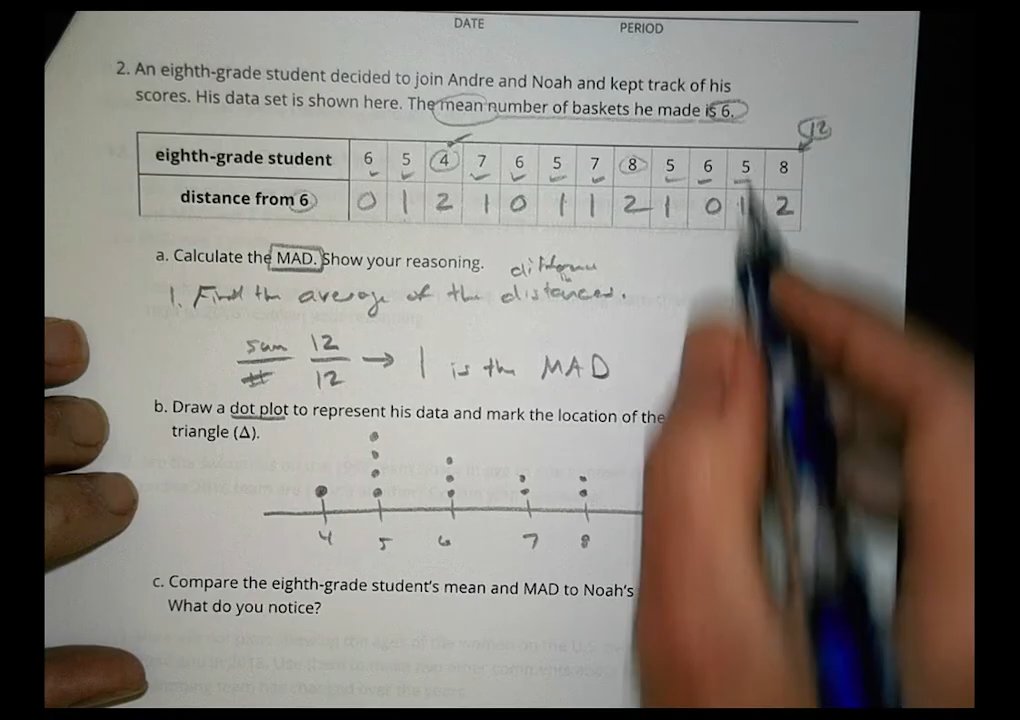 DATE PERIOD
2. An eighth-grade student decided to join Andre and Noah and kept track of his
scores. His data set is shown here. The mean number of baskets he made is 6.
12
eighth-grade student 6 5 4 7 6 5 7 8 5 6 5 8
distance from 6 0 1 2 1 0 1 1 2 1 0 1 2
a. Calculate the MAD. Show your reasoning.
1. Find the average of the distances.
sum 12
# 12 → 1 is the MAD
b. Draw a dot plot to represent his data and mark the location of the
triangle (Δ).
4 5 6 7 8
c. Compare the eighth-grade student's mean and MAD to Noah's
What do you notice?